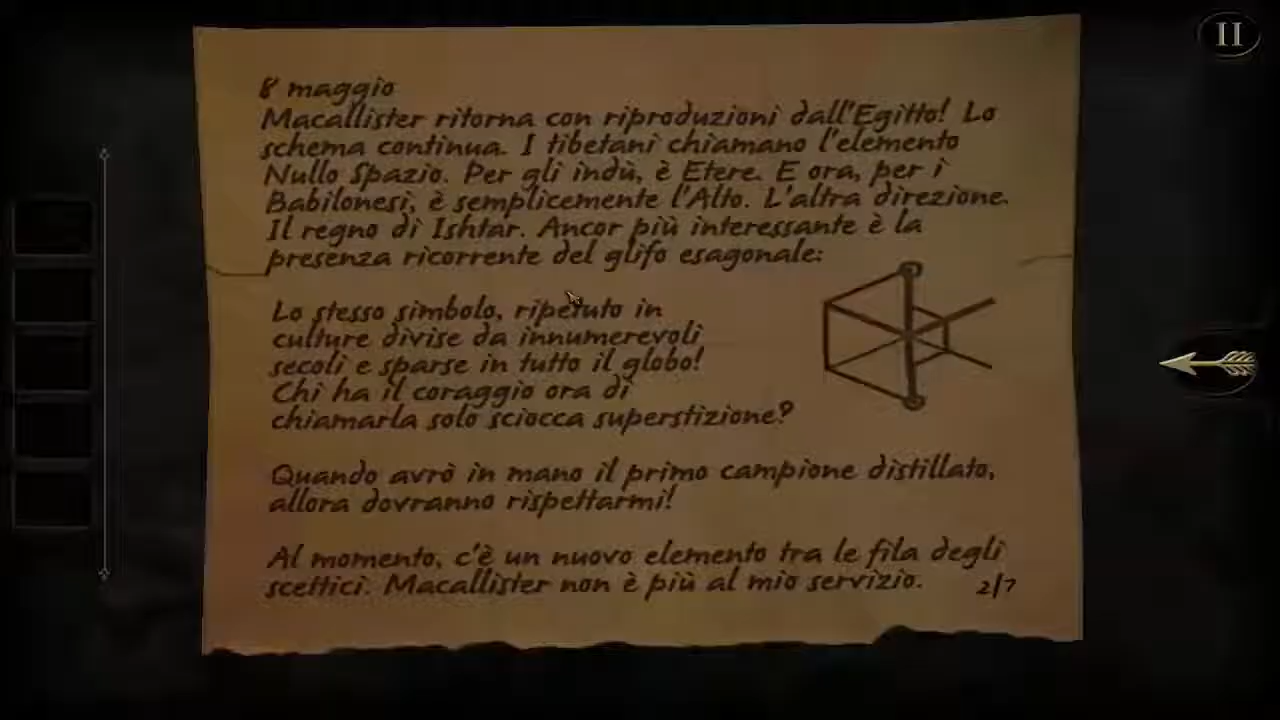 8 maggio
Macallister ritorna con riproduzioni dall'Egitto! Lo
schema continua. I tibetani chiamano l'elemento
Nullo Spazio. Per gli indù, è Etere. E ora, per i
Babilonesi, è semplicemente l'Alto. L'altra direzione.
Il regno di Ishtar. Ancor più interessante è la
presenza ricorrente del glifo esagonale:
Lo stesso simbolo, ripetuto in
culture divise da innumerevoli
secoli e sparse in tutto il globo!
Chi ha il coraggio ora di
chiamarla solo sciocca superstizione?
Quando avrò in mano il primo campione distillato,
allora dovranno rispettarmi!
Al momento, c'è un nuovo elemento tra le fila degli
scettici. Macallister non è più al mio servizio.
2/7